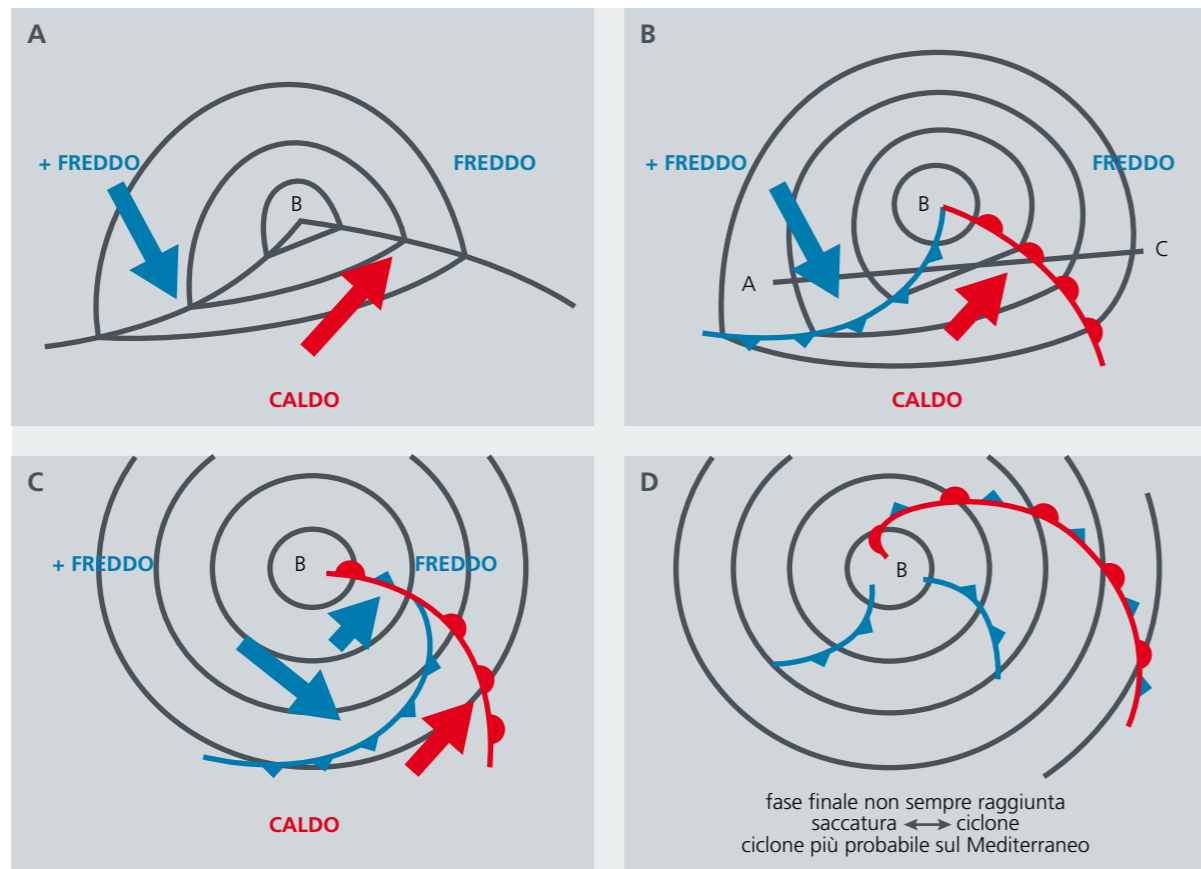 A
+ FREDDO
FREDDO
B
CALDO
B
+ FREDDO
FREDDO
B
A
C
CALDO
C
+ FREDDO
B
FREDDO
CALDO
D
B
fase finale non sempre raggiunta
saccatura ↔ ciclone
ciclone più probabile sul Mediterraneo